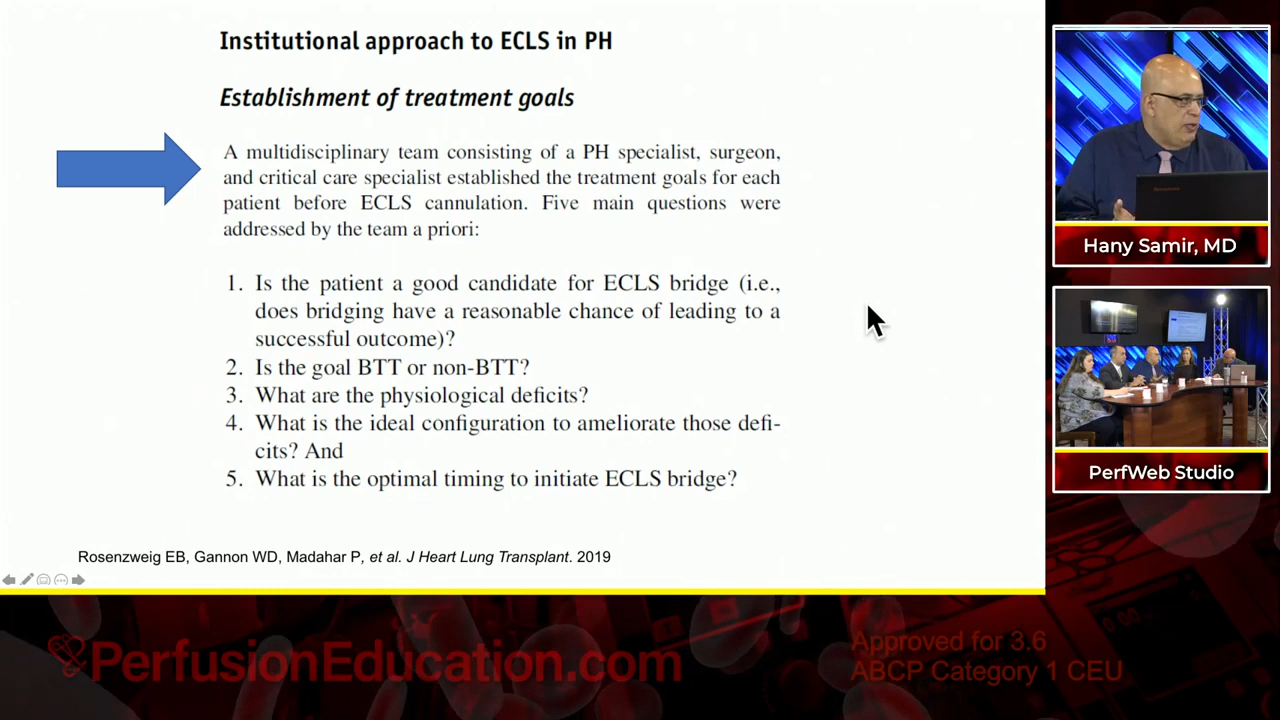 Institutional approach to ECLS in PH
Establishment of treatment goals
A multidisciplinary team consisting of a PH specialist, surgeon,
and critical care specialist established the treatment goals for each
patient before ECLS cannulation. Five main questions were
addressed by the team a priori:
1. Is the patient a good candidate for ECLS bridge (i.e.,
does bridging have a reasonable chance of leading to a
successful outcome)?
2. Is the goal BTT or non-BTT?
3. What are the physiological deficits?
4. What is the ideal configuration to ameliorate those defi-
cits? And
5. What is the optimal timing to initiate ECLS bridge?
Rosenzweig EB, Gannon WD, Madahar P, et al. J Heart Lung Transplant. 2019
Hany Samir, MD
PerfWeb Studio
PerfusionEducation.com
Approved for 3.6
ABCP Category 1 CEU